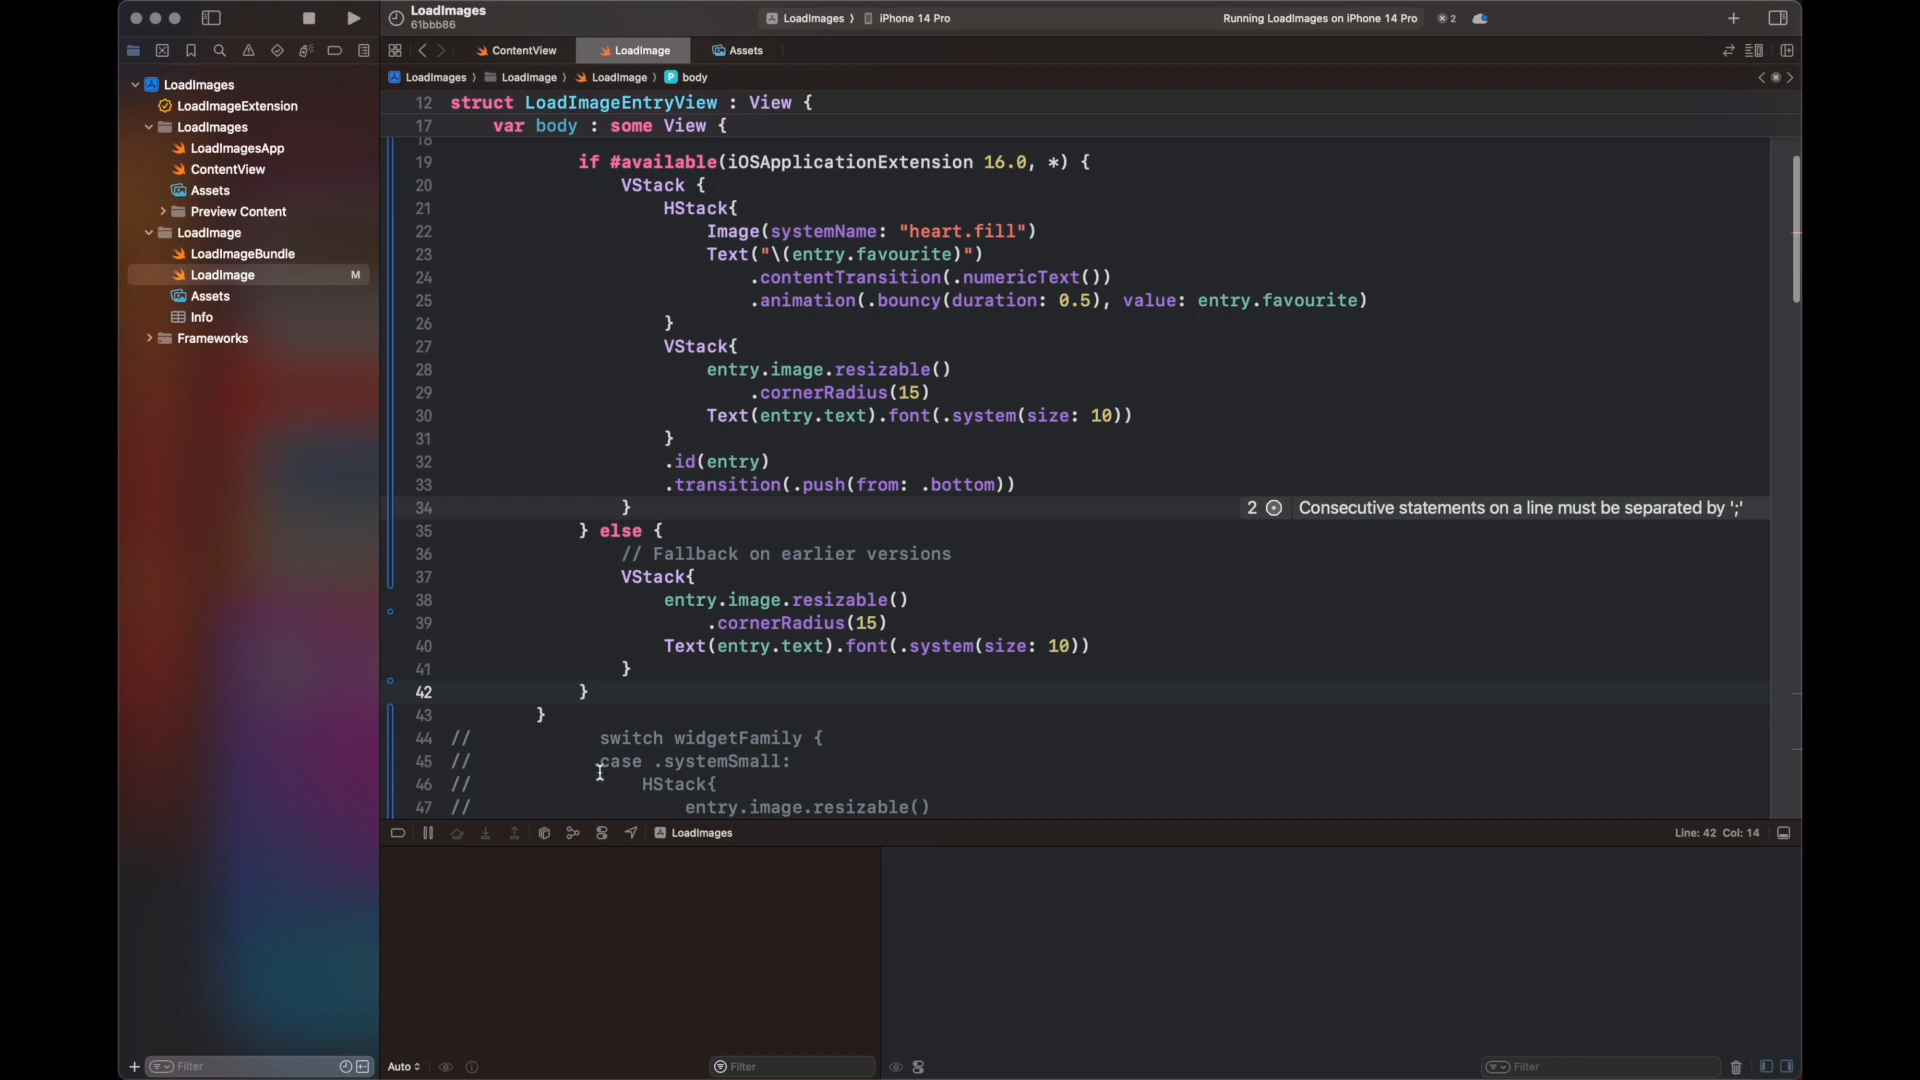 LoadImages
61bbb86
LoadImages
iPhone 14 Pro
Running LoadImages on iPhone 14 Pro
2
ContentView
LoadImage
Assets
LoadImages
LoadImage
LoadImage
P
body
LoadImages
LoadImageExtension
LoadImages
LoadImagesApp
ContentView
Assets
Preview Content
LoadImage
LoadImageBundle
LoadImage
M
Assets
Info
Frameworks
12 struct LoadImageEntryView : View {
17 var body : some View {
18
19 if #available(iOSApplicationExtension 16.0, *) {
20 VStack {
21 HStack{
22 Image(systemName: "heart.fill")
23 Text("\(entry.favourite)")
24 .contentTransition(.numericText())
25 .animation(.bouncy(duration: 0.5), value: entry.favourite)
26 }
27 VStack{
28 entry.image.resizable()
29 .cornerRadius(15)
30 Text(entry.text).font(.system(size: 10))
31 }
32 .id(entry)
33 .transition(.push(from: .bottom))
34 } 2 Consecutive statements on a line must be separated by ';'
35 } else {
36 // Fallback on earlier versions
37 VStack{
38 entry.image.resizable()
39 .cornerRadius(15)
40 Text(entry.text).font(.system(size: 10))
41 }
42 }
43 }
44 // switch widgetFamily {
45 // case .systemSmall:
46 // HStack{
47 // entry.image.resizable()
LoadImages
Line: 42 Col: 14
Filter
Auto
Filter
Filter